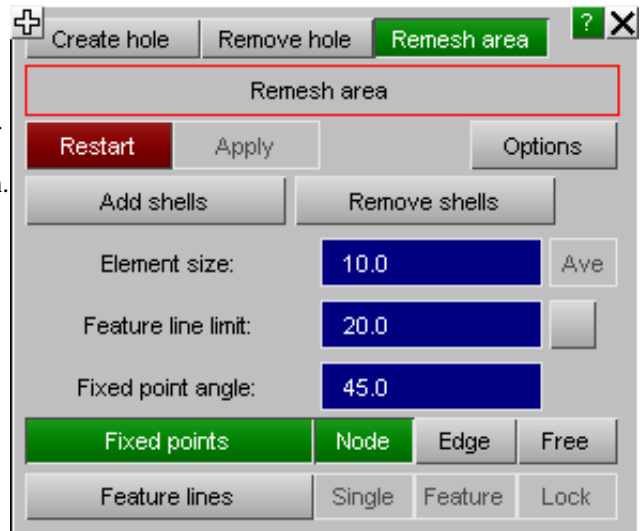 ?
Create hole Remove hole Remesh area
Remesh area
Restart Apply Options
Add shells Remove shells
Element size: 10.0 Ave
Feature line limit: 20.0
Fixed point angle: 45.0
Fixed points Node Edge Free
Feature lines Single Feature Lock